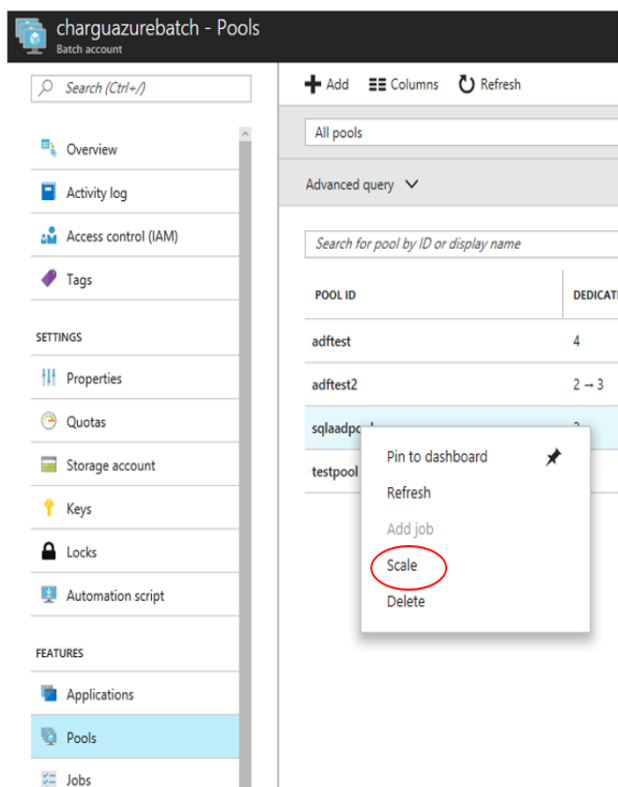 charguazurebatch - Pools
Batch account
Search (Ctrl+/)
Overview
Activity log
Access control (IAM)
Tags
SETTINGS
Properties
Quotas
Storage account
Keys
Locks
Automation script
FEATURES
Applications
Pools
Jobs
Add Columns Refresh
All pools
Advanced query
Search for pool by ID or display name
POOL ID DEDICAT
adftest 4
adftest2 2 → 3
testpool
Pin to dashboard
Refresh
Add job
Scale
Delete